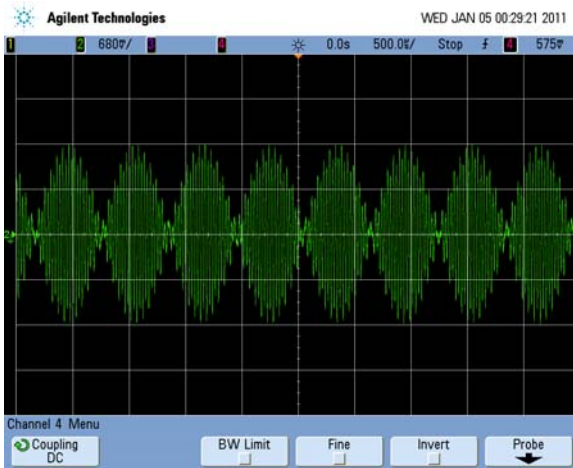 Agilent Technologies WED JAN 05 00:29:21 2011
1 2 680▽/ 3 4 0.0s 500.0▽/ Stop 4 575▽
2
Channel 4 Menu
Coupling BW Limit Fine Invert Probe
DC